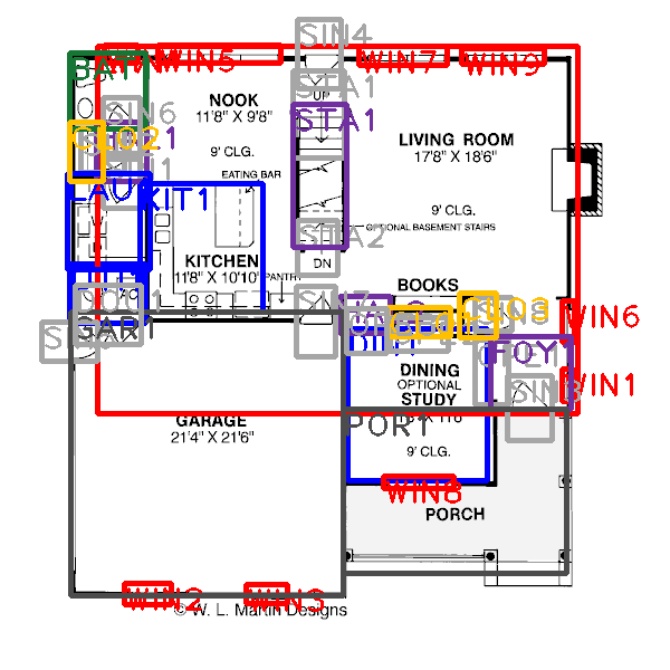 SIN4
WIN5
WIN7
WIN9
BAT
STA1
UP
NOOK
11'8" X 9'8"
SIN6
STA1
LIVING ROOM
17'8" X 18'6"
9' CLG.
EATING BAR
LAU
KIT1
9' CLG.
OPTIONAL BASEMENT STAIRS
STA2
KITCHEN
11'8" X 10'10"
PANTRY
DN
BOOKS
CLO3
WIN6
GAR1
FOY
DINING
OPTIONAL
STUDY
WIN1
SIN3
GARAGE
21'4" X 21'6"
POR1
9' CLG.
WIN8
PORCH
WIN2
WIN3
© W. L. Martin Designs